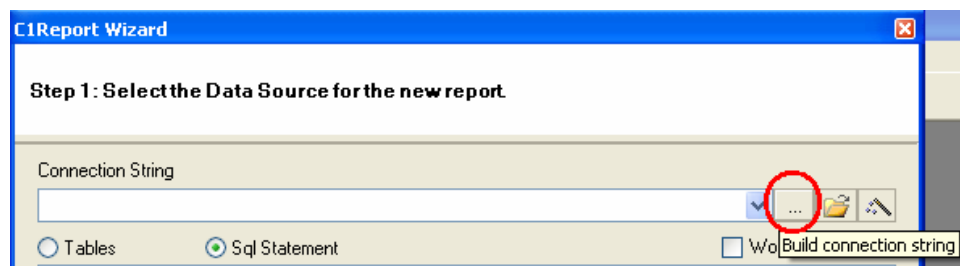 C1Report Wizard
Step 1: Select the Data Source for the new report.
Connection String
...
Tables Sql Statement Wo
Build connection string